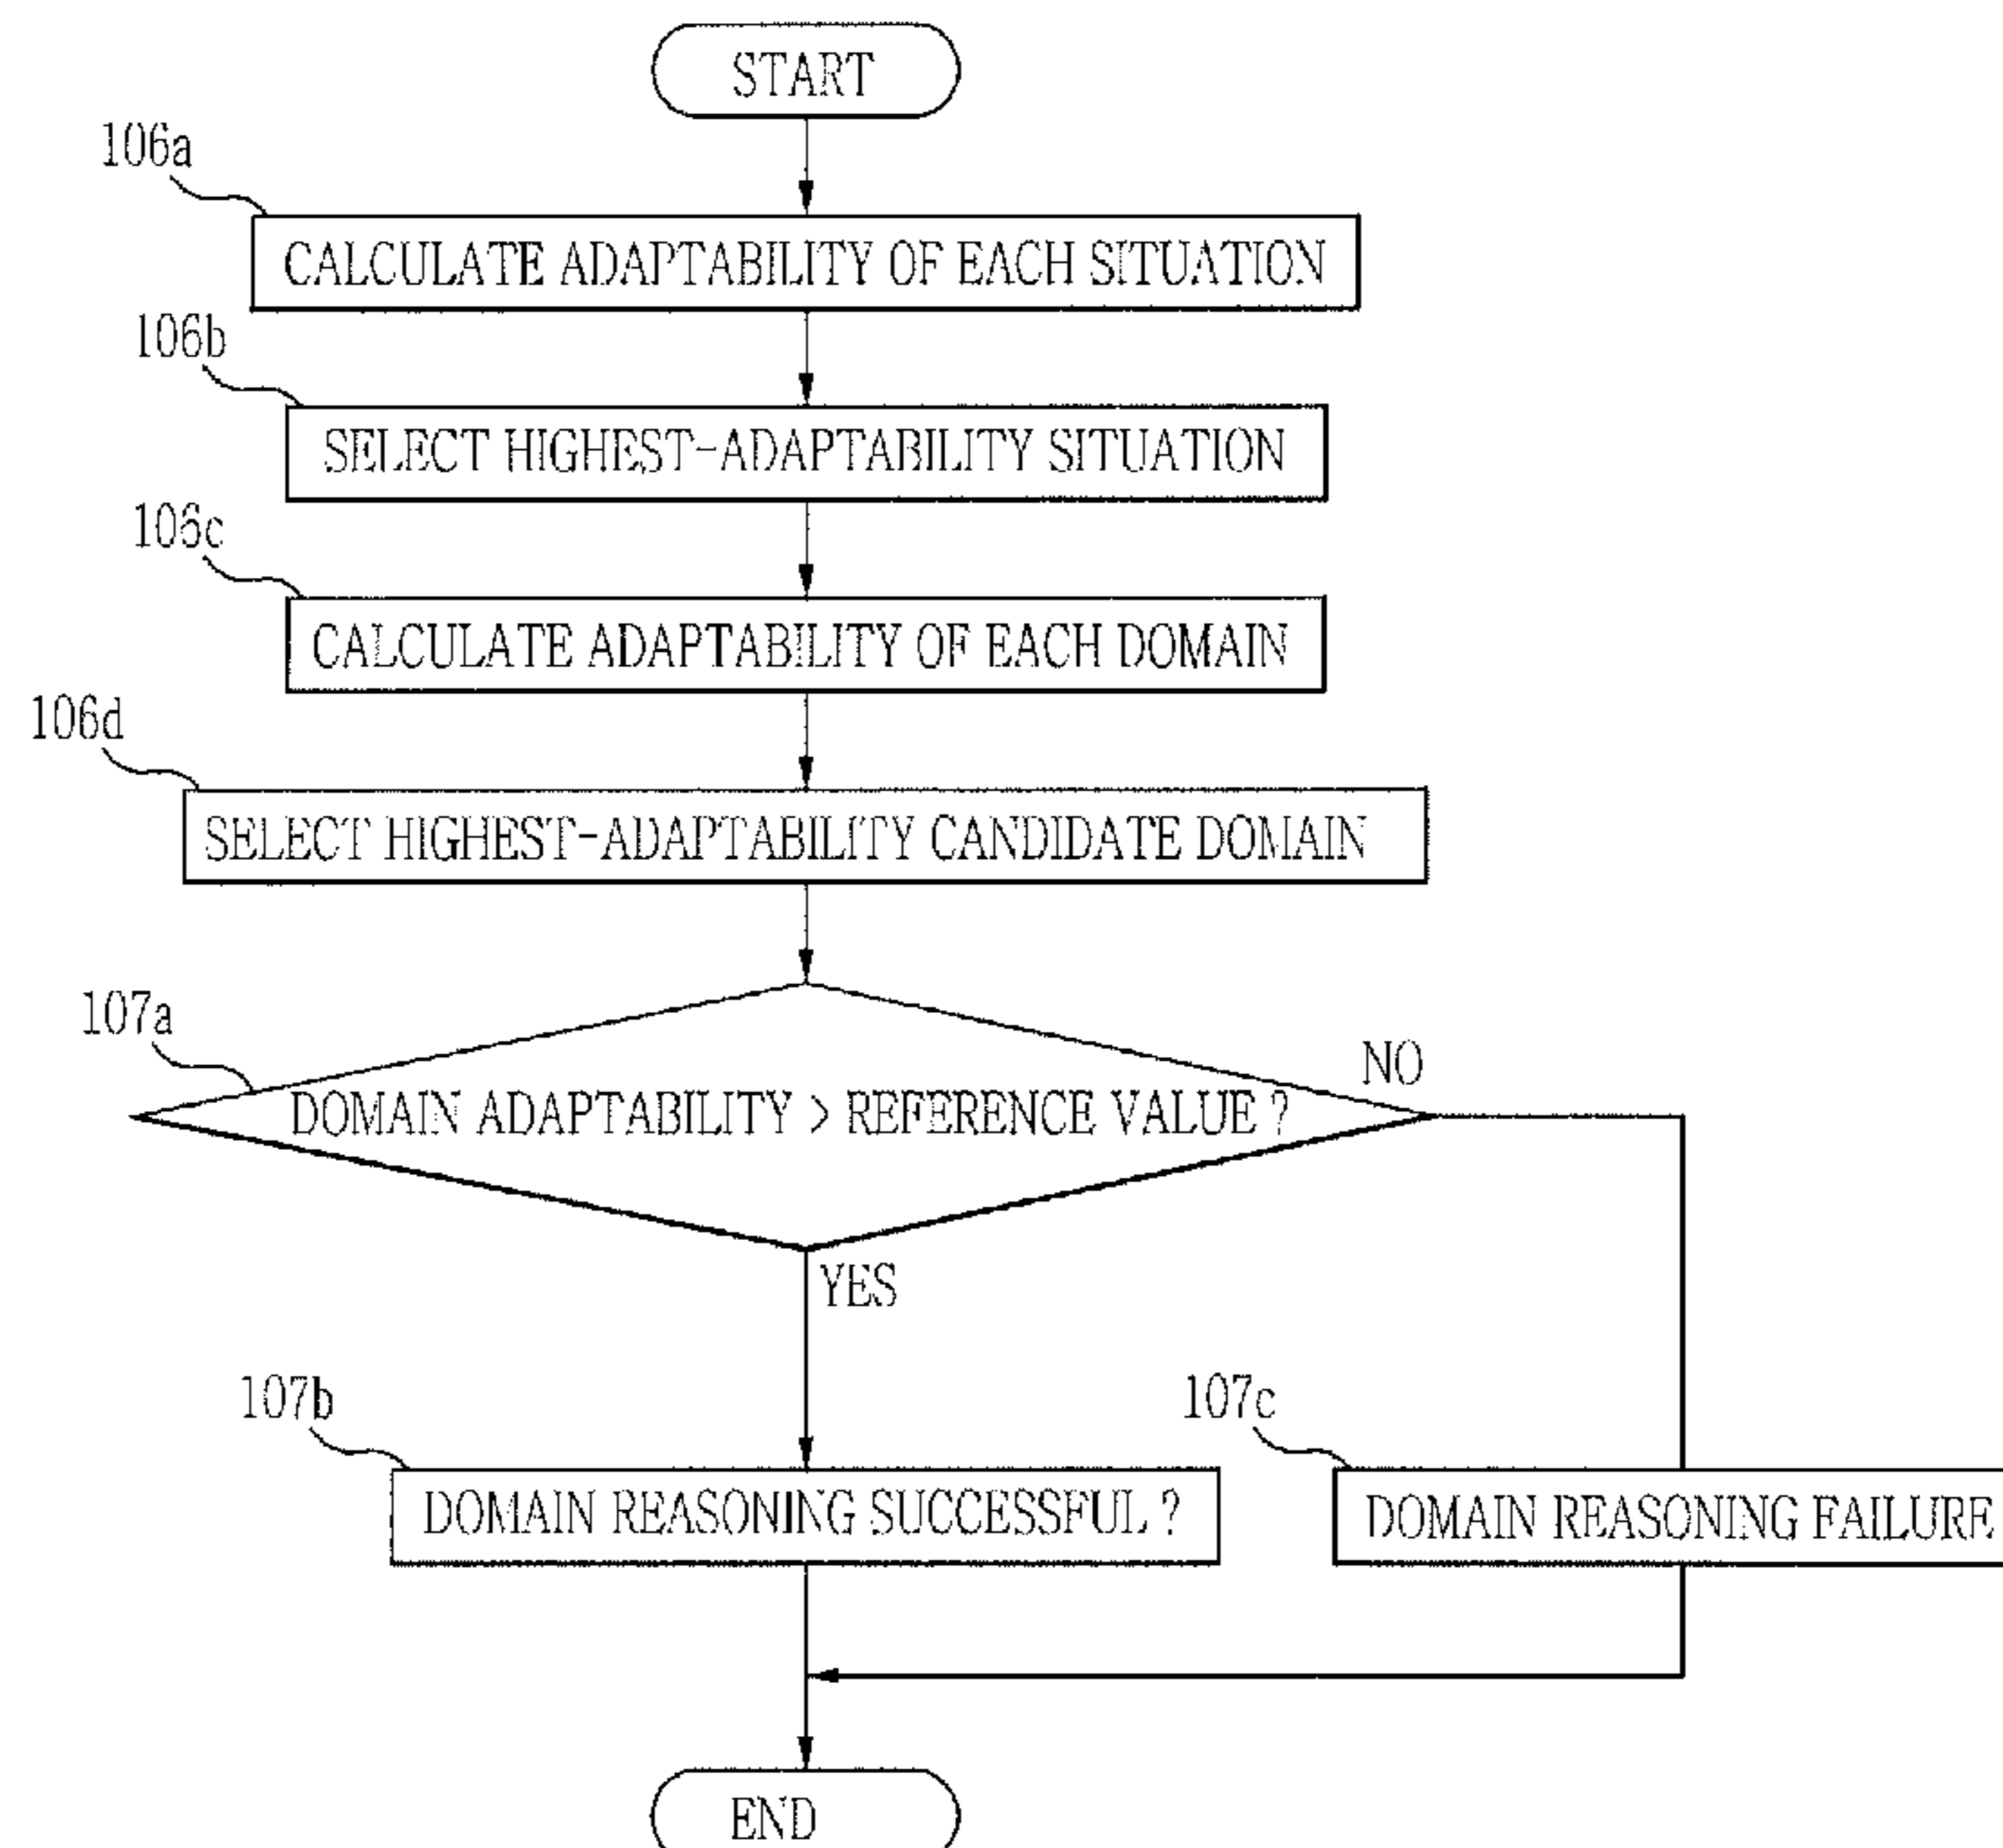 START
106a
CALCULATE ADAPTABILITY OF EACH SITUATION
106b
SELECT HIGHEST-ADAPTABILITY SITUATION
106c
CALCULATE ADAPTABILITY OF EACH DOMAIN
106d
SELECT HIGHEST-ADAPTABILITY CANDIDATE DOMAIN
107a
DOMAIN ADAPTABILITY > REFERENCE VALUE ?
NO
YES
107b
DOMAIN REASONING SUCCESSFUL ?
107c
DOMAIN REASONING FAILURE
END